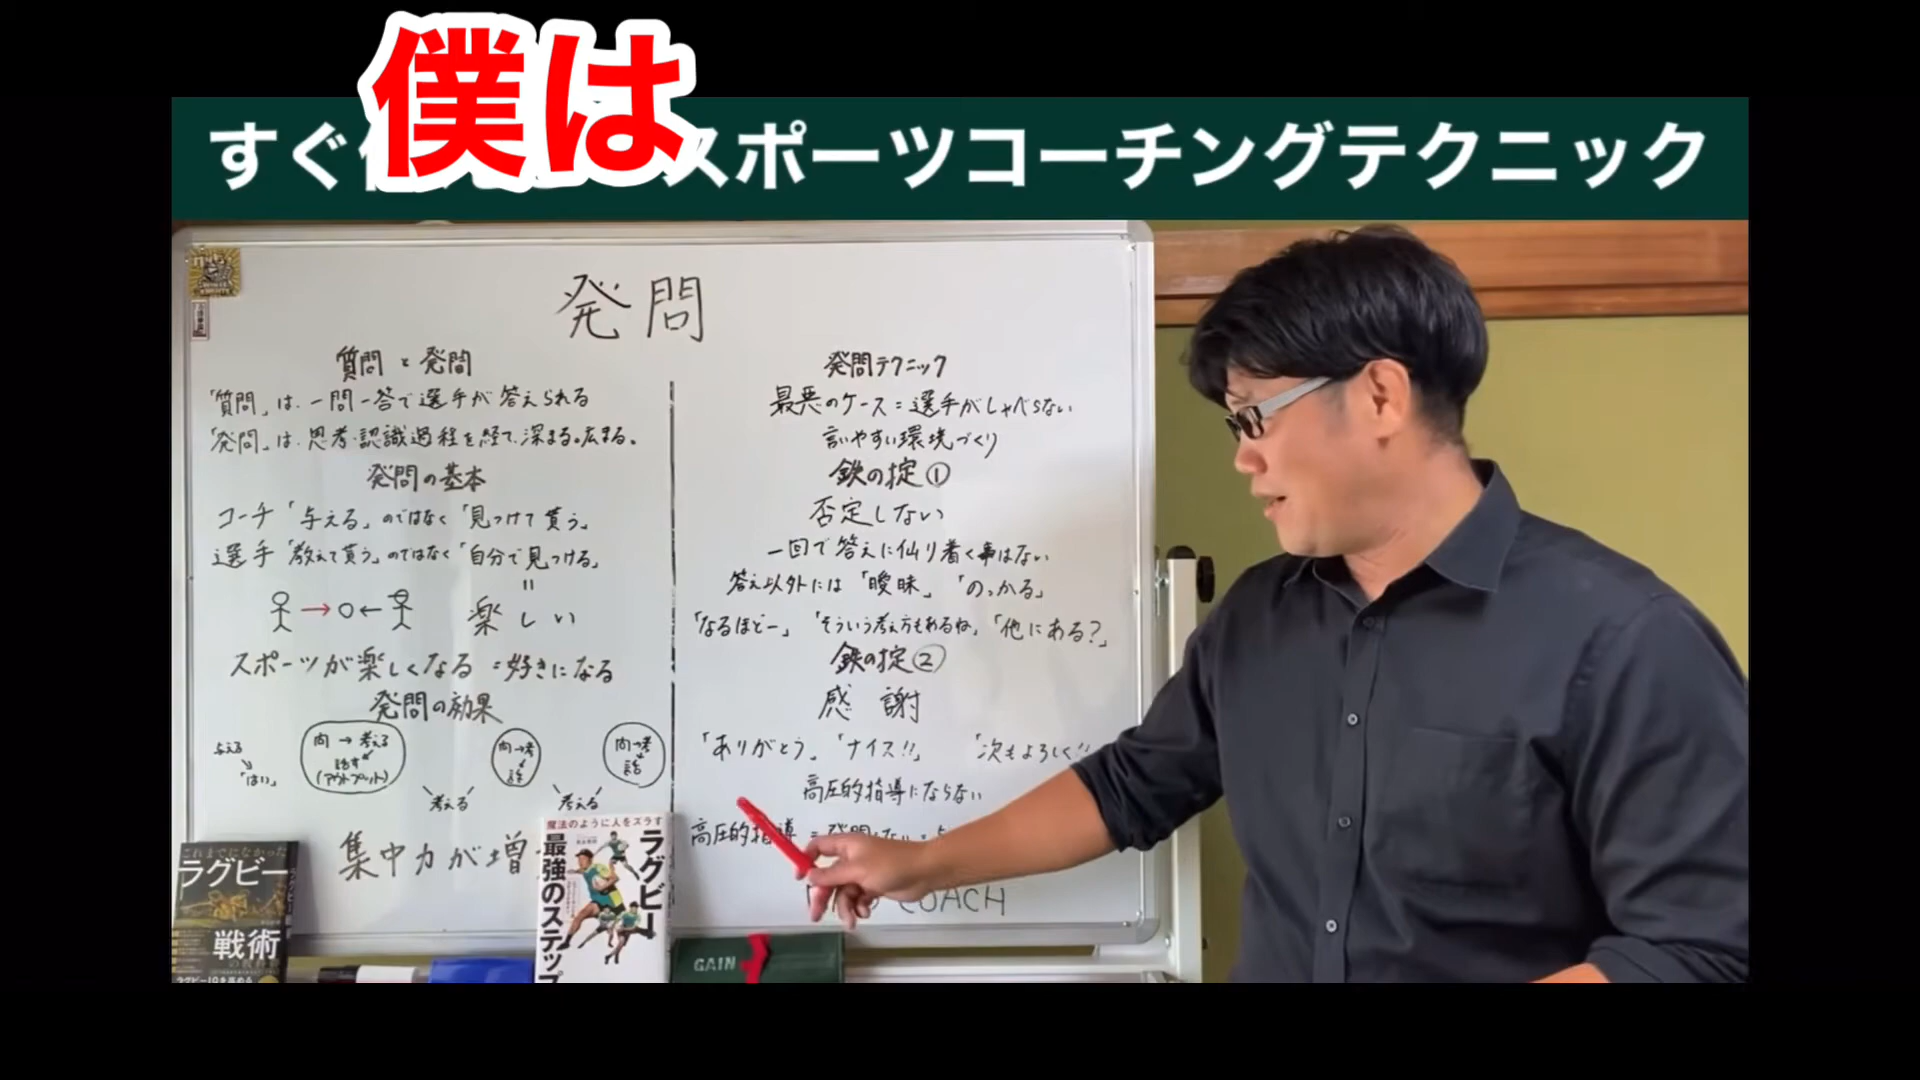 僕は
すぐ スポーツコーチングテクニック
発問
質問と発問
「質問」は、一問一答で選手が答えられる
「発問」は、思考・認識過程を経て、深まる。広まる。
発問の基本
コーチ「与える」のではなく「見つけて貰う」
選手「教えて貰う」のではなく「自分で見つける」
=
楽しい
スポーツが楽しくなる=好きになる
発問の効果
与える
「はい」
問→考える
話す
(アウトプット)
問→考
話
問→考
話
考える
考える
集中力が増
発問テクニック
最悪のケース=選手がしゃべらない
言いやすい環境づくり
鉄の掟①
否定しない
一回で答えに仙り着く事はない
答え以外には「曖昧」「のっかる」
「なるほどー」「そういう考え方もあるね」「他にある?」
鉄の掟②
感謝
「ありがとう」「ナイス!!」「次もよろしく!!
高圧的指導にならない
高圧的指導=発問
COACH
これまでになかった
ラグビー
戦術
の教科書
魔法のように人をズラす
ラグビー
最強のステップ
GAIN